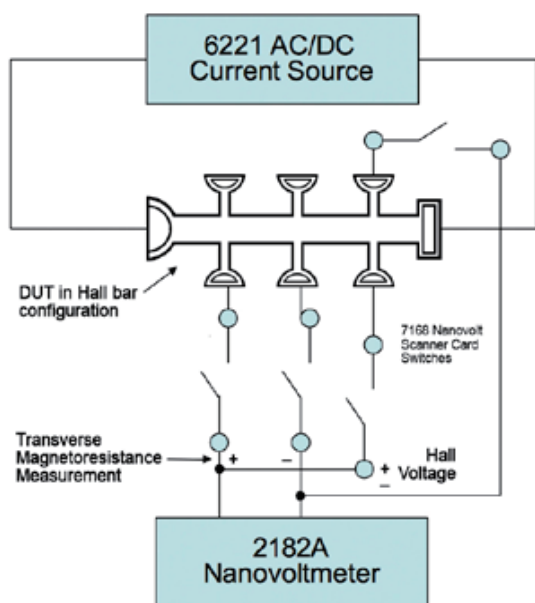 6221 AC/DC
Current Source
DUT in Hall bar
configuration
7168 Nanovolt
Scanner Card
Switches
Transverse
Magnetoresistance
Measurement
+
−
+
−
Hall
Voltage
2182A
Nanovoltmeter